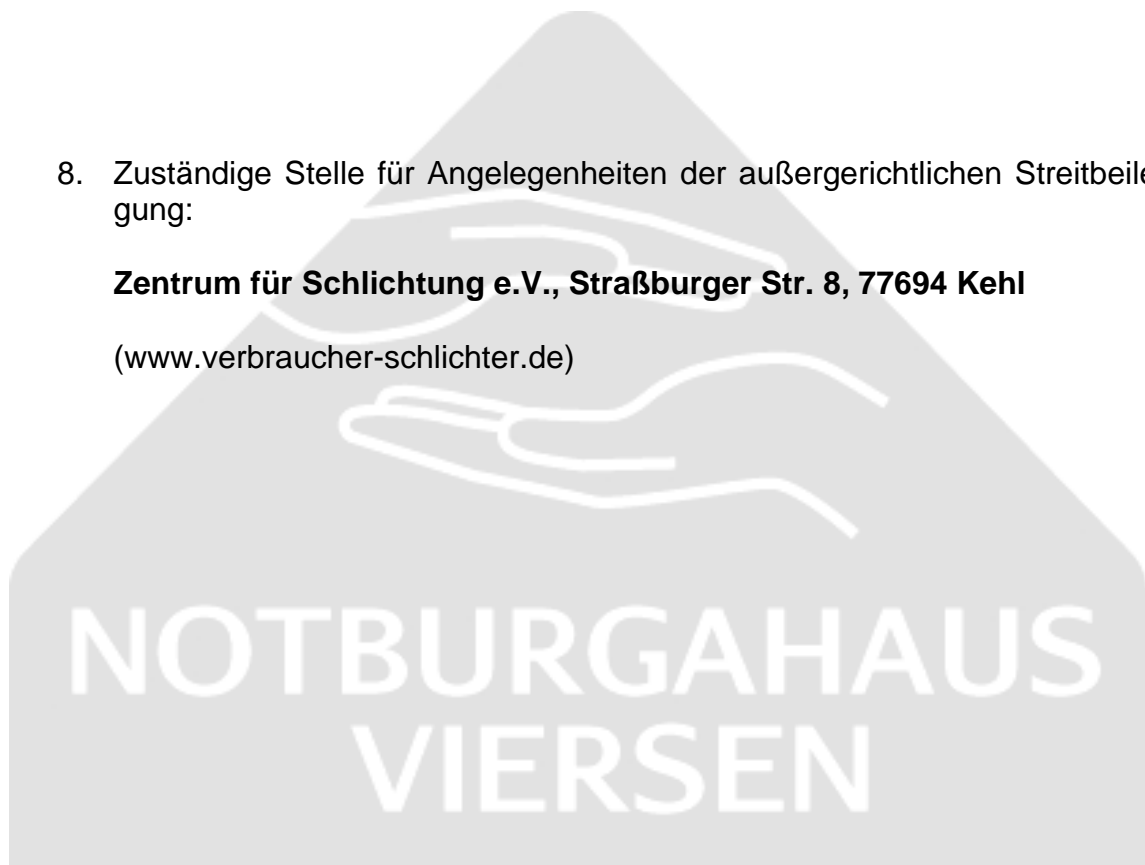 8. Zuständige Stelle für Angelegenheiten der außergerichtlichen Streitbeile
gung:
Zentrum für Schlichtung e.V., Straßburger Str. 8, 77694 Kehl
(www.verbraucher-schlichter.de)
NOTBURGAHAUS
VIERSEN